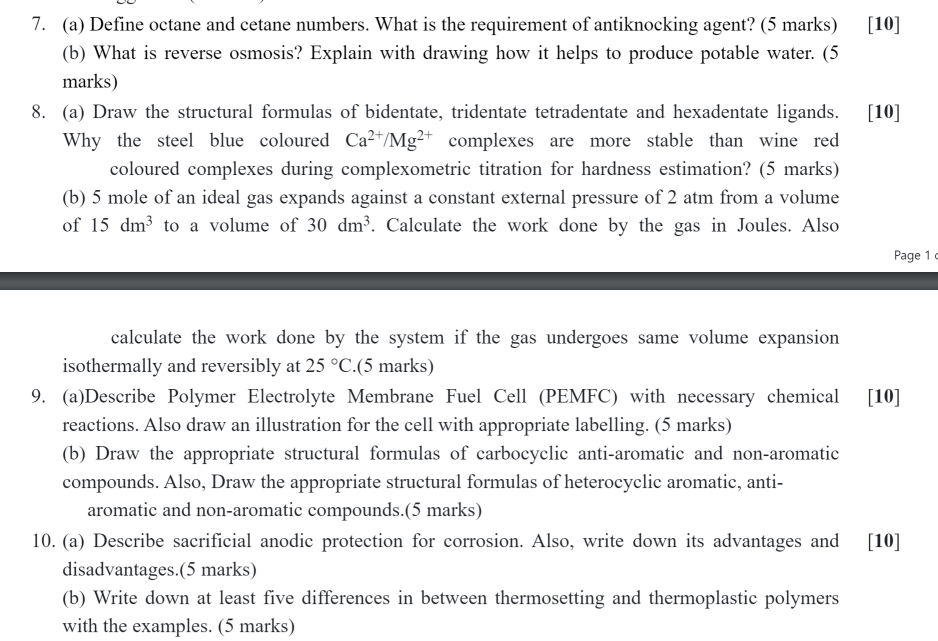 7. (a) Define octane and cetane numbers. What is the requirement of antiknocking agent? (5 marks) [10]
(b) What is reverse osmosis? Explain with drawing how it helps to produce potable water. (5
marks)
8. (a) Draw the structural formulas of bidentate, tridentate tetradentate and hexadentate ligands. [10]
Why the steel blue coloured Ca²⁺/Mg²⁺ complexes are more stable than wine red
coloured complexes during complexometric titration for hardness estimation? (5 marks)
(b) 5 mole of an ideal gas expands against a constant external pressure of 2 atm from a volume
of 15 dm³ to a volume of 30 dm³. Calculate the work done by the gas in Joules. Also
Page 1
calculate the work done by the system if the gas undergoes same volume expansion
isothermally and reversibly at 25 °C.(5 marks)
9. (a)Describe Polymer Electrolyte Membrane Fuel Cell (PEMFC) with necessary chemical [10]
reactions. Also draw an illustration for the cell with appropriate labelling. (5 marks)
(b) Draw the appropriate structural formulas of carbocyclic anti-aromatic and non-aromatic
compounds. Also, Draw the appropriate structural formulas of heterocyclic aromatic, anti-
aromatic and non-aromatic compounds.(5 marks)
10. (a) Describe sacrificial anodic protection for corrosion. Also, write down its advantages and [10]
disadvantages.(5 marks)
(b) Write down at least five differences in between thermosetting and thermoplastic polymers
with the examples. (5 marks)